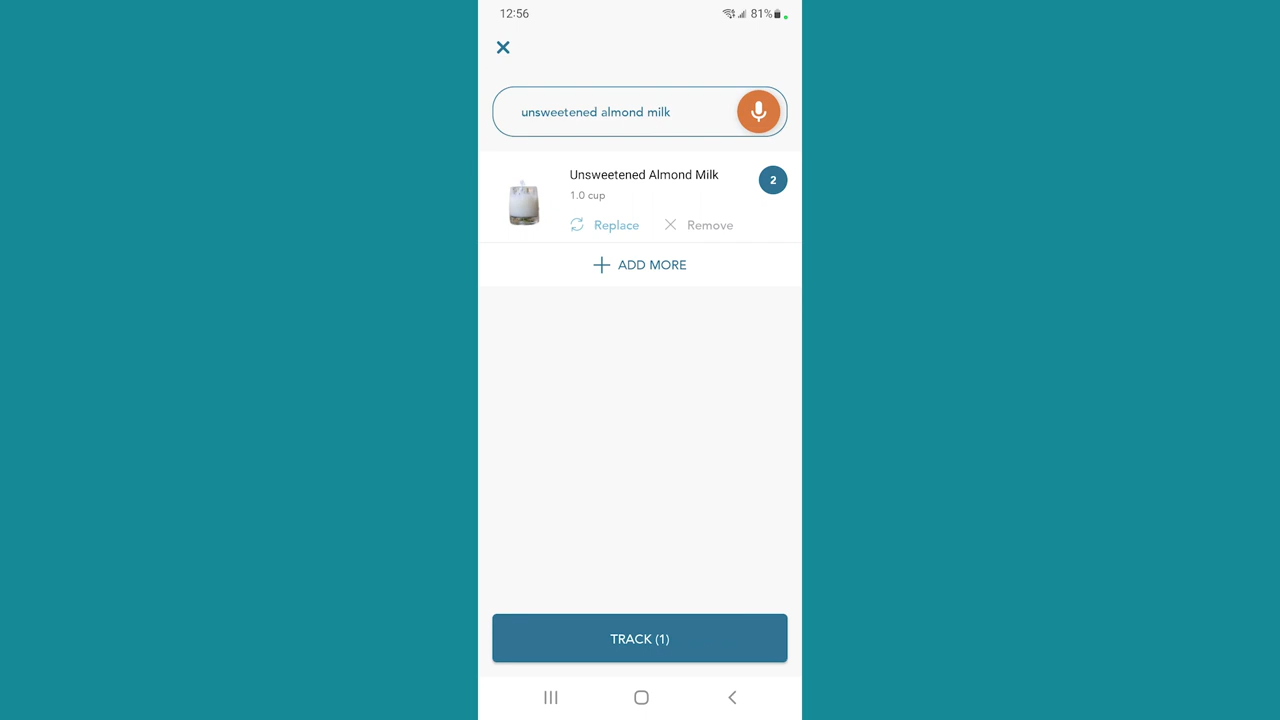 12:56 81%
unsweetened almond milk
Unsweetened Almond Milk 2
1.0 cup
Replace Remove
ADD MORE
TRACK (1)